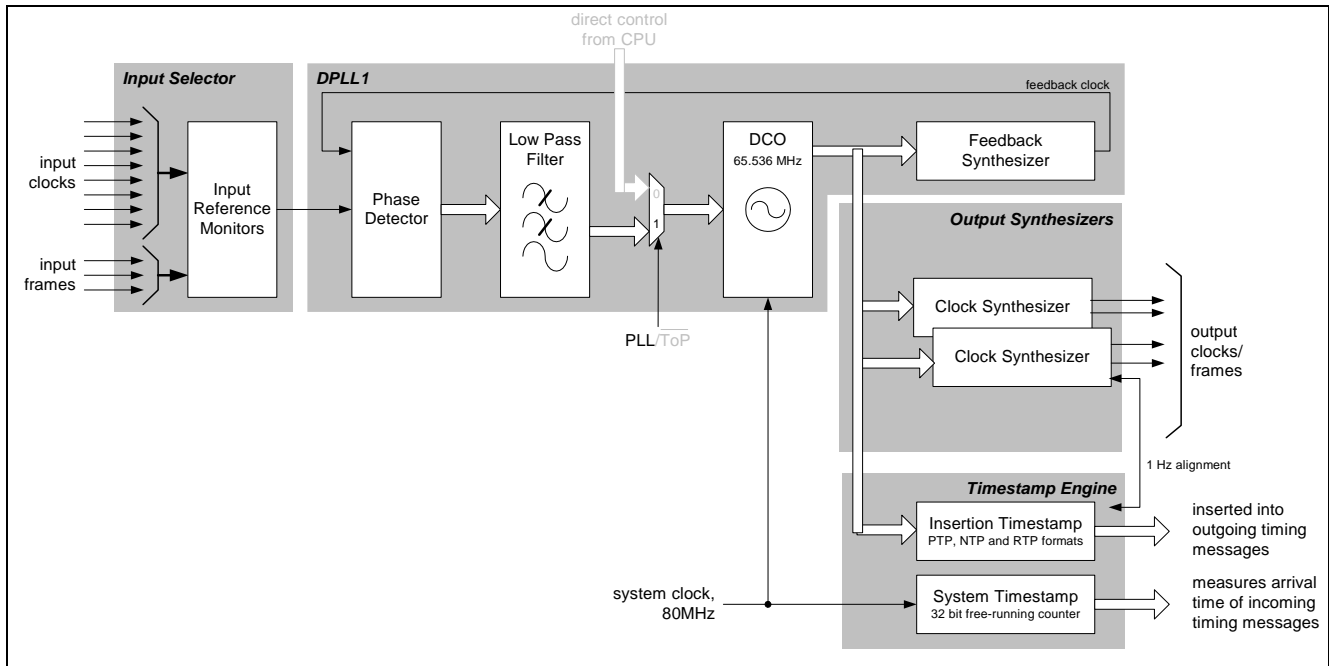 direct control
from CPU
Input Selector
DPLL1
feedback clock
input
clocks
Input
Reference
Monitors
Phase
Detector
Low Pass
Filter
0
1
DCO
65.536 MHz
Feedback
Synthesizer
input
frames
PLL/ToP
Output Synthesizers
Clock Synthesizer
Clock Synthesizer
output
clocks/
frames
1 Hz alignment
Timestamp Engine
Insertion Timestamp
PTP, NTP and RTP formats
inserted into
outgoing timing
messages
system clock,
80MHz
System Timestamp
32 bit free-running counter
measures arrival
time of incoming
timing messages